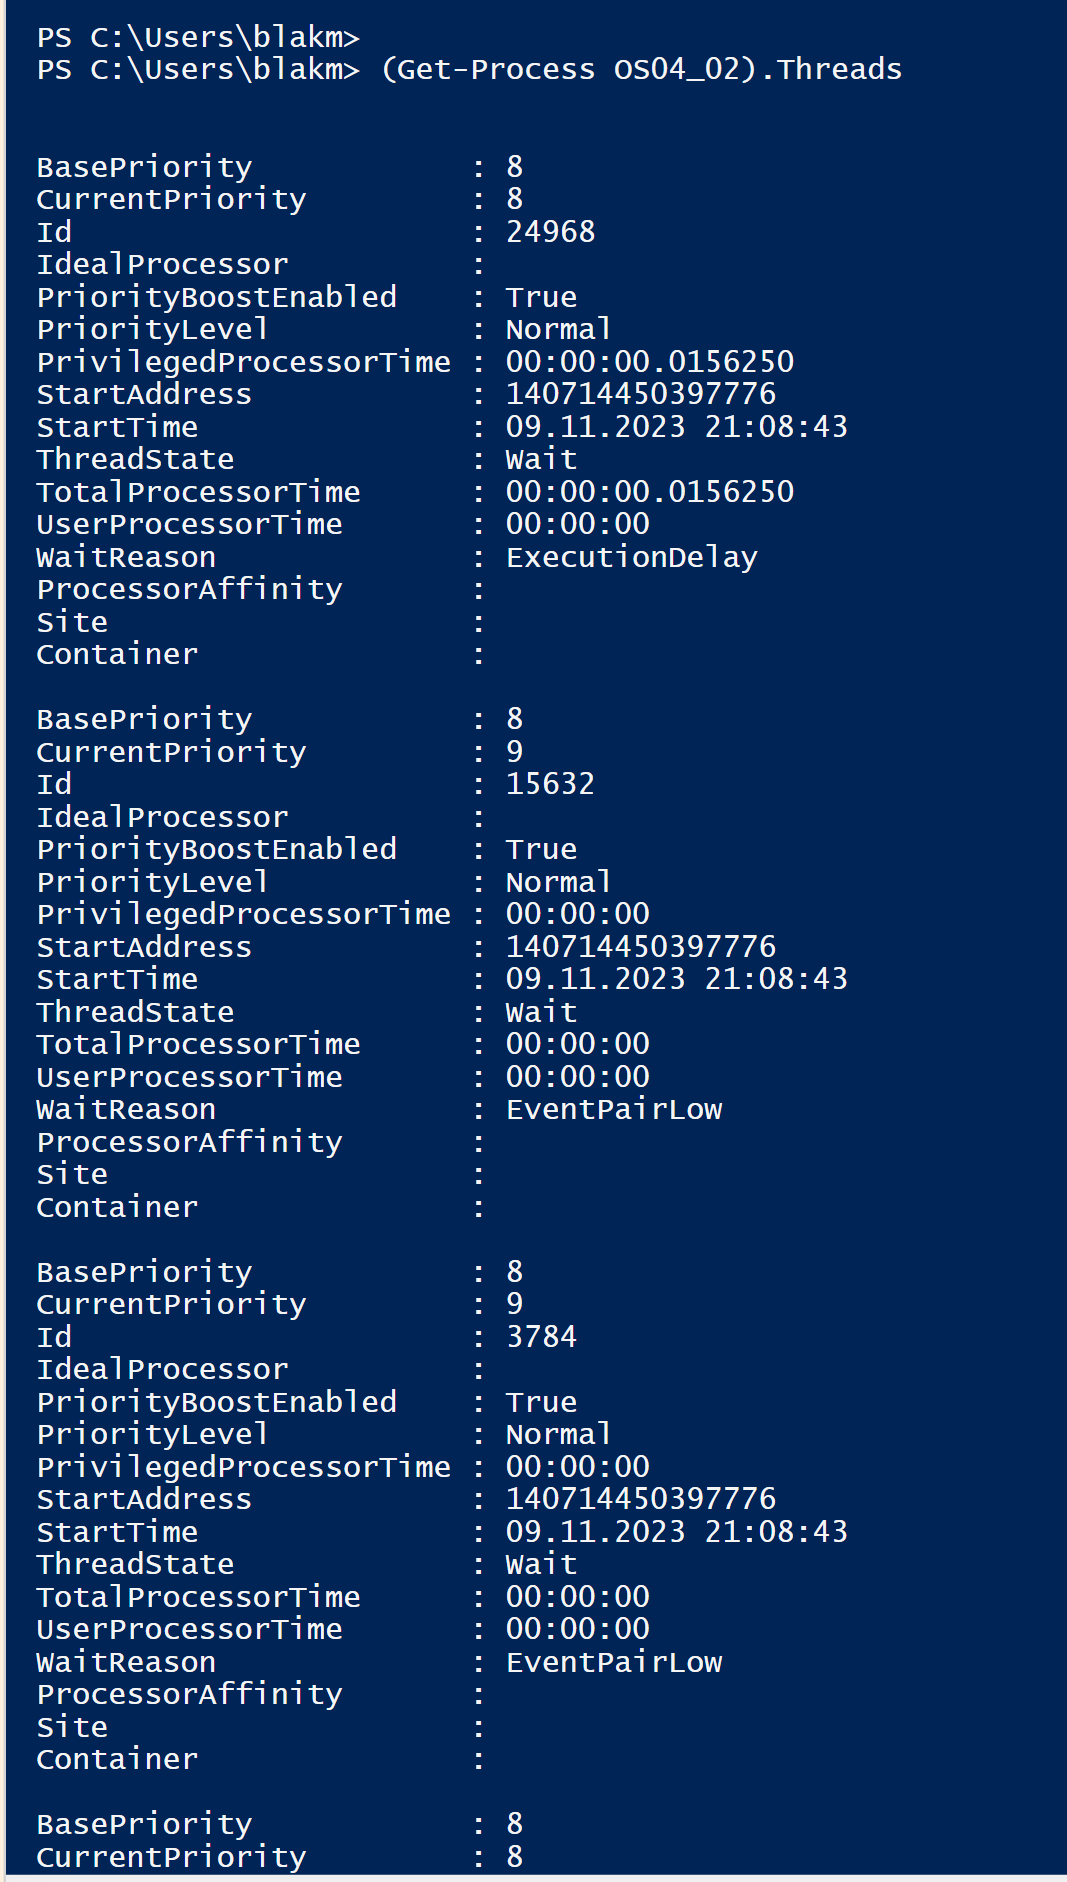 PS C:\Users\blakm>
PS C:\Users\blakm> (Get-Process OS04_02).Threads
BasePriority : 8
CurrentPriority : 8
Id : 24968
IdealProcessor :
PriorityBoostEnabled : True
PriorityLevel : Normal
PrivilegedProcessorTime : 00:00:00.0156250
StartAddress : 140714450397776
StartTime : 09.11.2023 21:08:43
ThreadState : Wait
TotalProcessorTime : 00:00:00.0156250
UserProcessorTime : 00:00:00
WaitReason : ExecutionDelay
ProcessorAffinity :
Site :
Container :
BasePriority : 8
CurrentPriority : 9
Id : 15632
IdealProcessor :
PriorityBoostEnabled : True
PriorityLevel : Normal
PrivilegedProcessorTime : 00:00:00
StartAddress : 140714450397776
StartTime : 09.11.2023 21:08:43
ThreadState : Wait
TotalProcessorTime : 00:00:00
UserProcessorTime : 00:00:00
WaitReason : EventPairLow
ProcessorAffinity :
Site :
Container :
BasePriority : 8
CurrentPriority : 9
Id : 3784
IdealProcessor :
PriorityBoostEnabled : True
PriorityLevel : Normal
PrivilegedProcessorTime : 00:00:00
StartAddress : 140714450397776
StartTime : 09.11.2023 21:08:43
ThreadState : Wait
TotalProcessorTime : 00:00:00
UserProcessorTime : 00:00:00
WaitReason : EventPairLow
ProcessorAffinity :
Site :
Container :
BasePriority : 8
CurrentPriority : 8